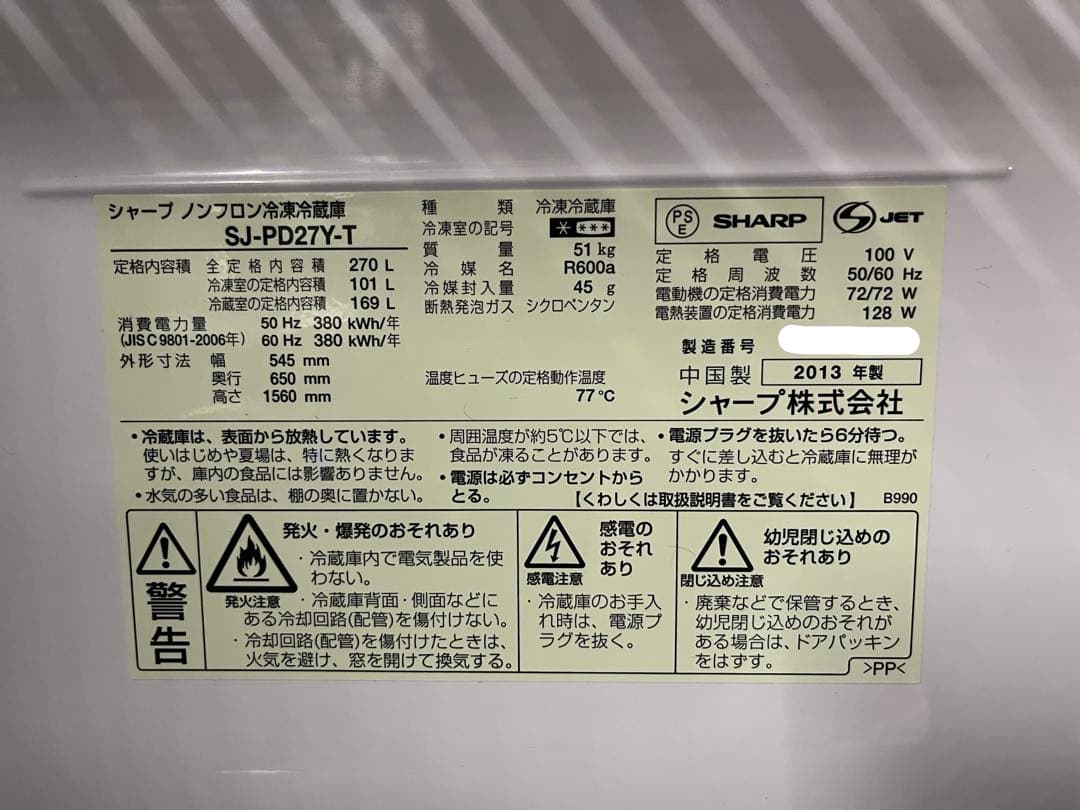 シャープ ノンフロン冷凍冷蔵庫
SJ-PD27Y-T
定格内容積 全定格内容積 270 L
冷凍室の定格内容積 101 L
冷蔵室の定格内容積 169 L
消費電力量 50 Hz 380 kWh/年
(JIS C 9801-2006年) 60 Hz 380 kWh/年
外形寸法 幅 545 mm
奥行 650 mm
高さ 1560 mm
種類 冷凍冷蔵庫
冷凍室の記号 * ***
質量 51 kg
冷媒名 R600a
冷媒封入量 45 g
断熱発泡ガス シクロペンタン
温度ヒューズの定格動作温度
77℃
PS
E
SHARP
JET
定格電圧 100 V
定格周波数 50/60 Hz
電動機の定格消費電力 72/72 W
電熱装置の定格消費電力 128 W
製造番号
中国製 2013 年製
シャープ株式会社
・冷蔵庫は、表面から放熱しています。
使いはじめや夏場は、特に熱くなりま
すが、庫内の食品には影響ありません。
・水気の多い食品は、棚の奥に置かない。
・周囲温度が約5℃以下では、
食品が凍ることがあります。
・電源は必ずコンセントから
とる。
・電源プラグを抜いたら6分待つ。
すぐに差し込むと冷蔵庫に無理が
かかります。
【くわしくは取扱説明書をご覧ください】 B990
警告
発火・爆発のおそれあり
発火注意
・冷蔵庫内で電気製品を使
わない。
・冷蔵庫背面・側面などに
ある冷却回路(配管)を傷付けない。
・冷却回路(配管)を傷付けたときは、
火気を避け、窓を開けて換気する。
感電の
おそれ
あり
感電注意
・冷蔵庫のお手入
れ時は、電源プ
ラグを抜く。
幼児閉じ込めの
おそれあり
閉じ込め注意
・廃棄などで保管するとき、
幼児閉じ込めのおそれが
ある場合は、ドアパッキン
をはずす。
>PP<